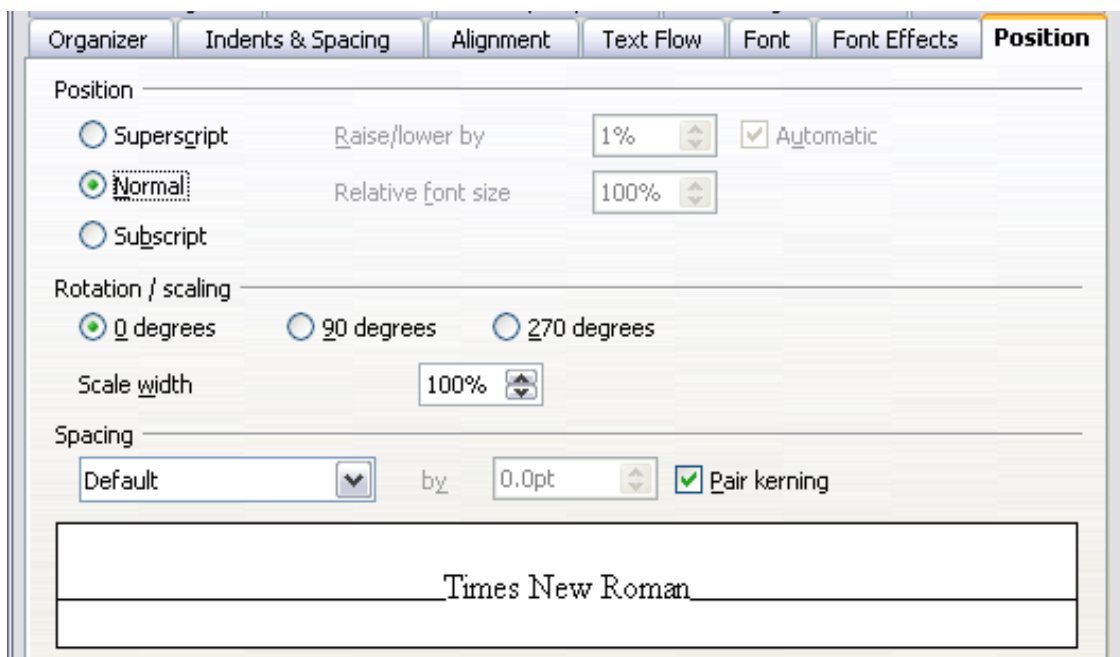 Organizer Indents & Spacing Alignment Text Flow Font Font Effects Position
Position
Superscript Raise/lower by 1% Automatic
Normal Relative font size 100%
Subscript
Rotation / scaling
0 degrees 90 degrees 270 degrees
Scale width 100%
Spacing
Default by 0.0pt Pair kerning
Times New Roman